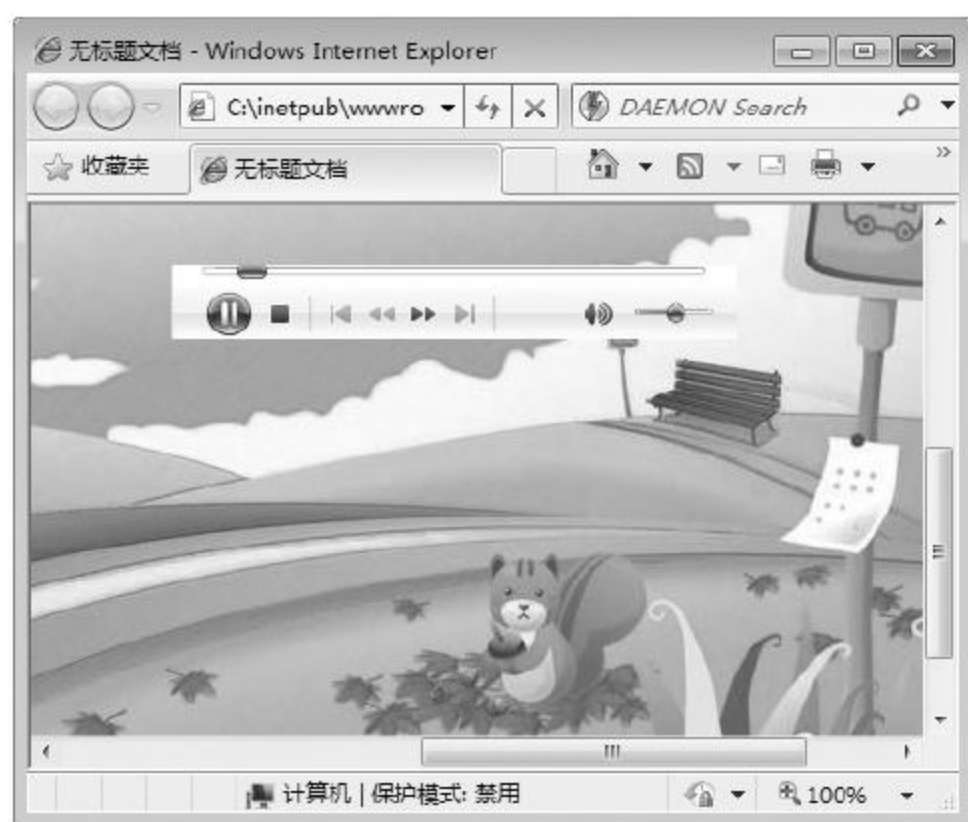 无标题文档 - Windows Internet Explorer
C:\inetpub\wwwro
DAEMON Search
收藏夹
无标题文档
计算机 | 保护模式: 禁用
100%